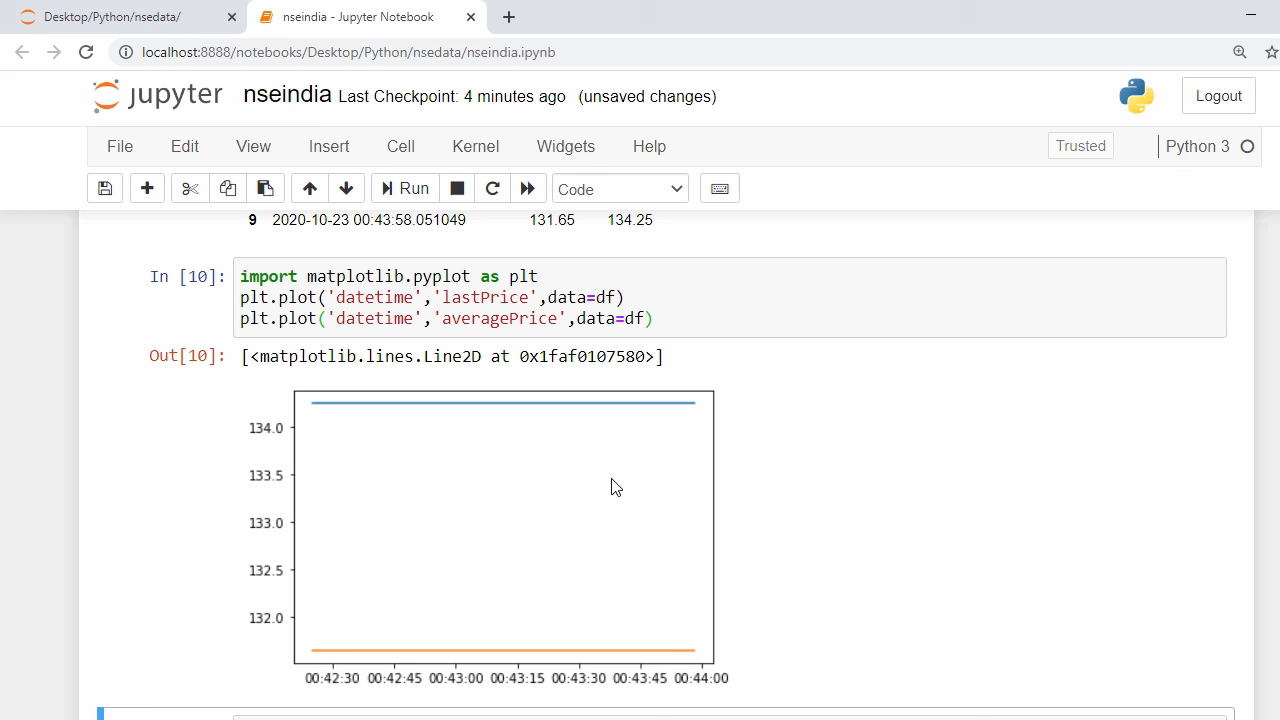 Desktop/Python/nsedata/
nseindia - Jupyter Notebook
localhost:8888/notebooks/Desktop/Python/nsedata/nseindia.ipynb
jupyter nseindia Last Checkpoint: 4 minutes ago (unsaved changes)
Logout
File Edit View Insert Cell Kernel Widgets Help
Trusted
Python 3
Run
Code
9 2020-10-23 00:43:58.051049 131.65 134.25
In [10]:
import matplotlib.pyplot as plt
plt.plot('datetime','lastPrice',data=df)
plt.plot('datetime','averagePrice',data=df)
Out[10]: [<matplotlib.lines.Line2D at 0x1faf0107580>]
134.0
133.5
133.0
132.5
132.0
00:42:30 00:42:45 00:43:00 00:43:15 00:43:30 00:43:45 00:44:00